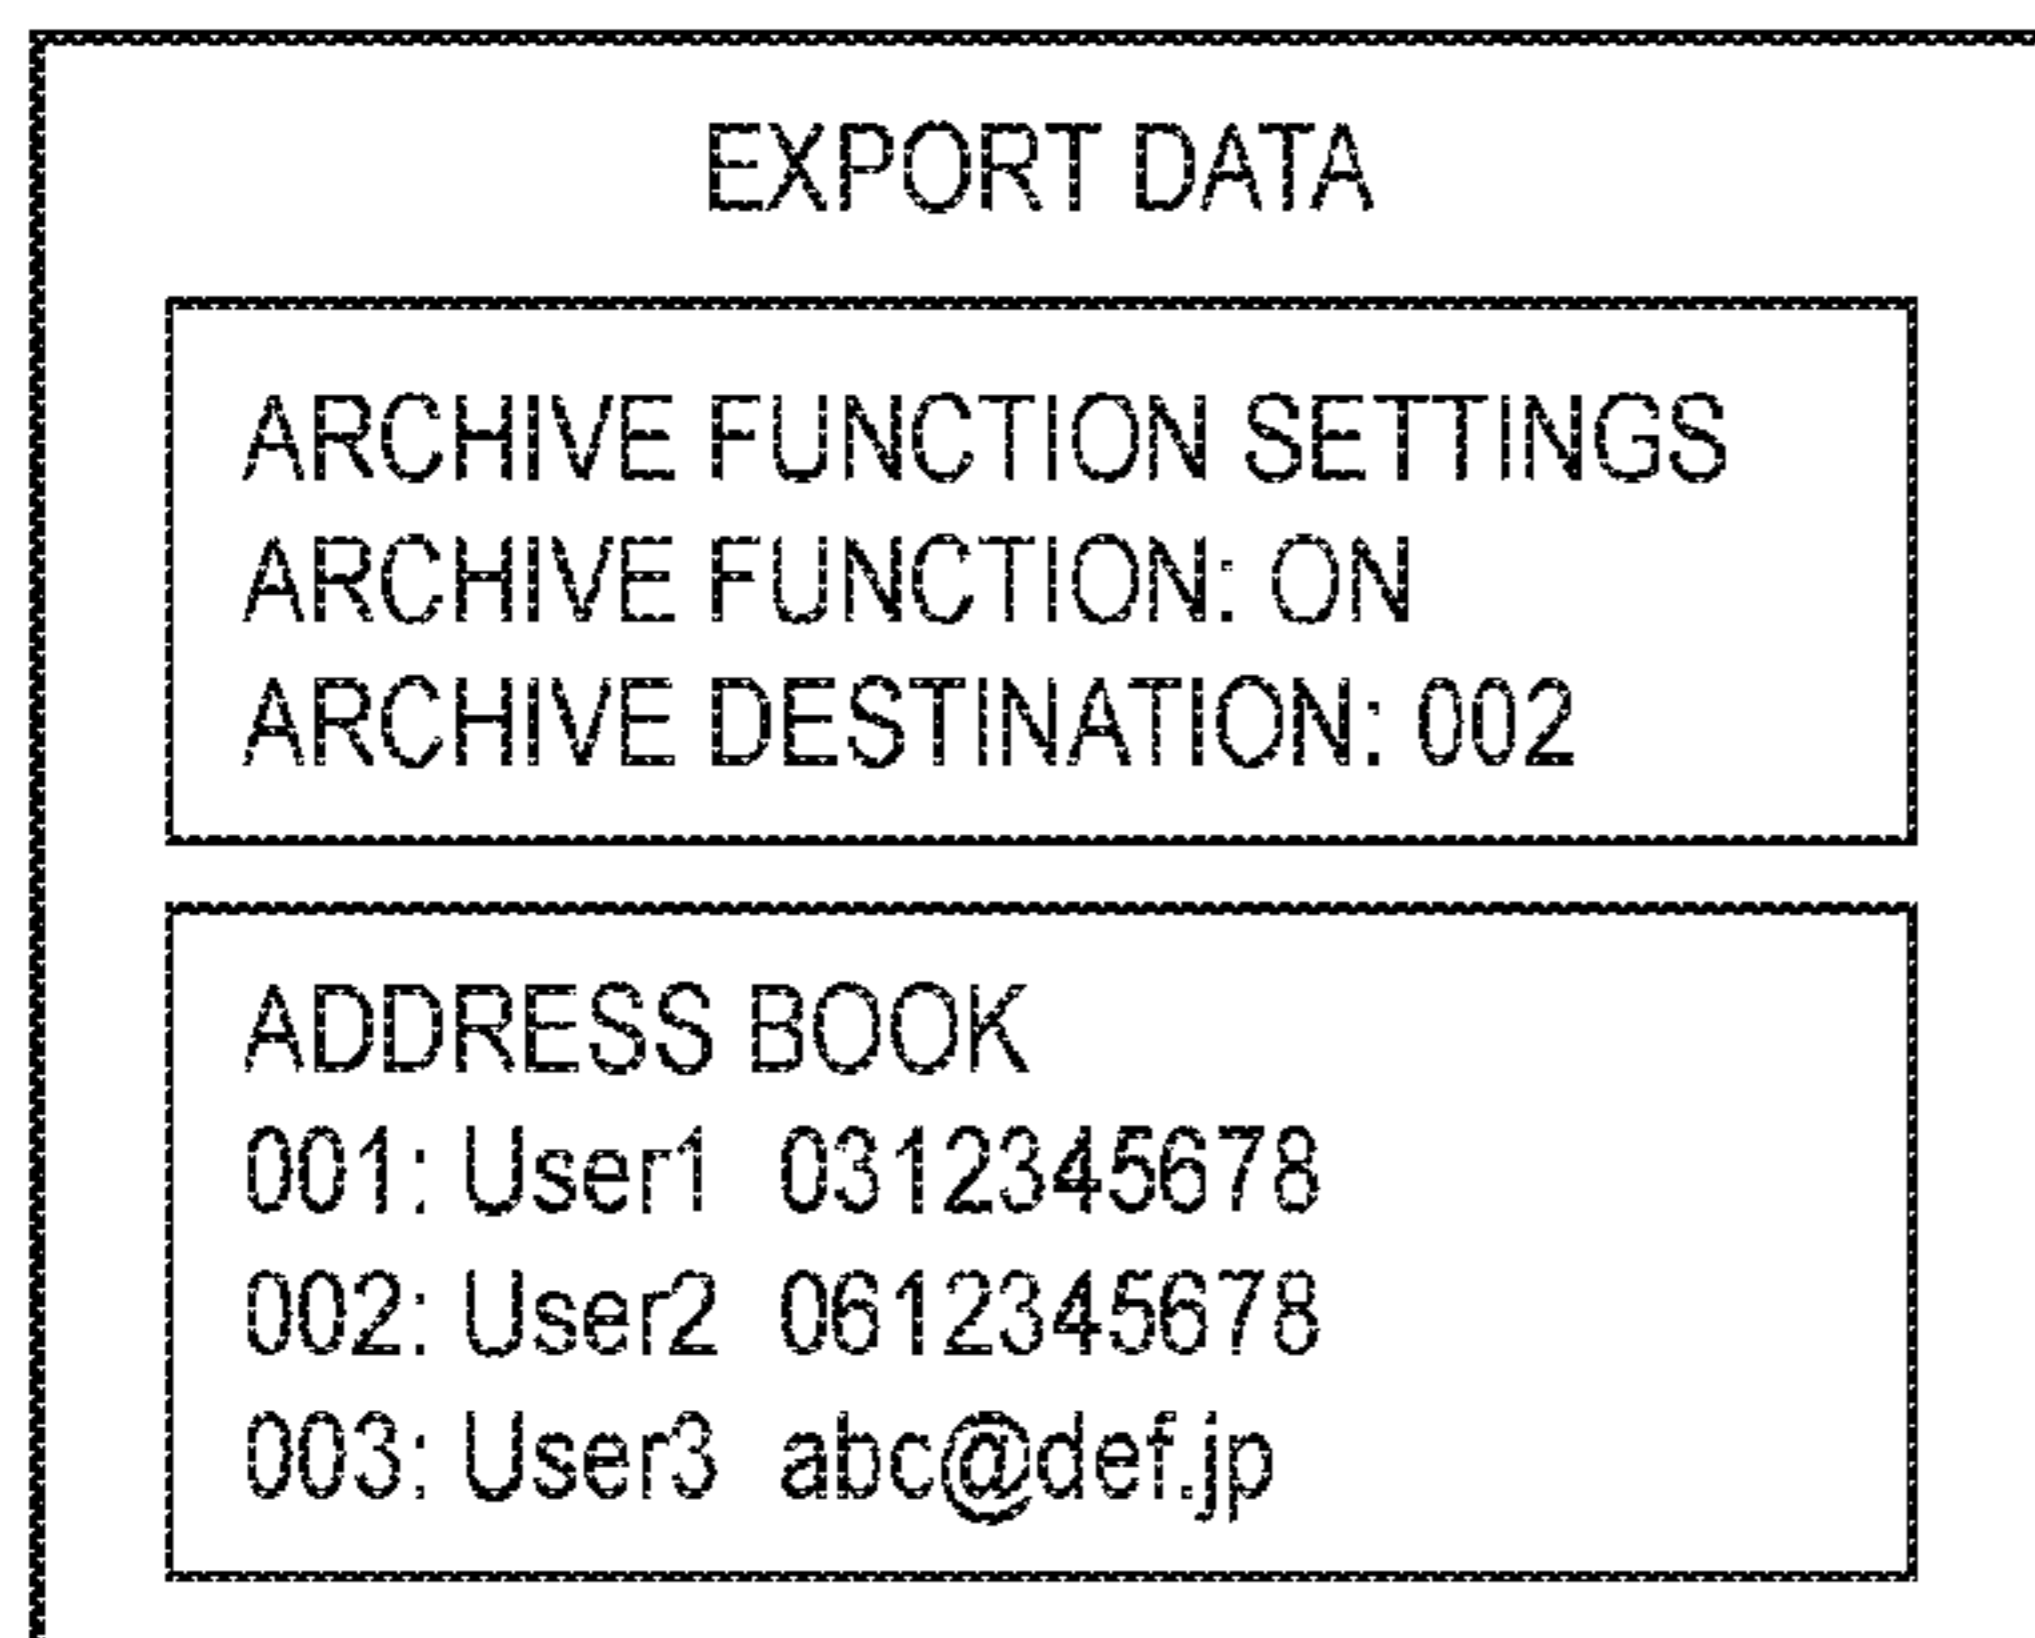 EXPORT DATA
ARCHIVE FUNCTION SETTINGS
ARCHIVE FUNCTION: ON
ARCHIVE DESTINATION: 002
ADDRESS BOOK
001: User1 0312345678
002: User2 0612345678
003: User3 abc@def.jp